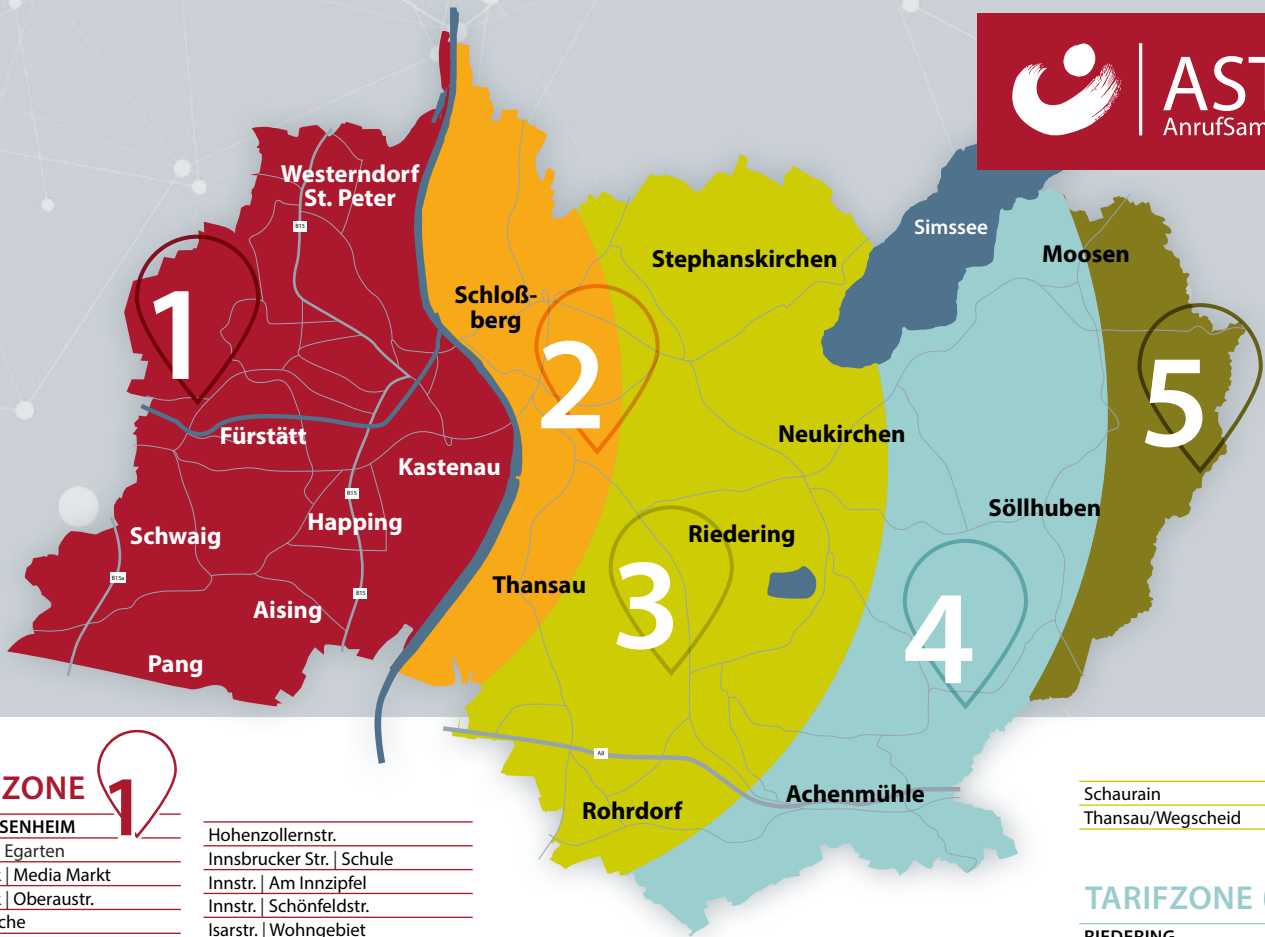 AST
AnrufSam
Westerndorf
St. Peter
B15
Simssee
Stephanskirchen
Moosen
1
Schloß-
berg
2
5
Fürstätt
Neukirchen
Kastenau
B15
Söllhuben
Happing
Schwaig
Riedering
B15a
Thansau
3
B15
Aising
4
Pang
A8
Achenmühle
Rohrdorf
ZONE 1
SENHEIM
Egarten
| Media Markt
| Oberaustr.
che
Hohenzollernstr.
Innsbrucker Str. | Schule
Innstr. | Am Innzipfel
Innstr. | Schönfeldstr.
Isarstr. | Wohngebiet
Schaurain
Thansau/Wegscheid
TARIFZONE
RIEDERING